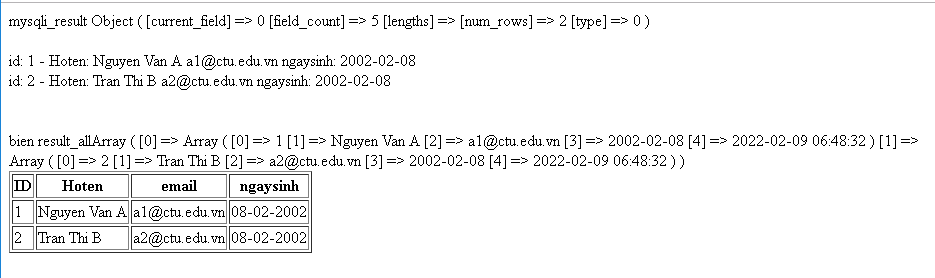 mysqli_result Object ( [current_field] => 0 [field_count] => 5 [lengths] => [num_rows] => 2 [type] => 0 )
id: 1 - Hoten: Nguyen Van A a1@ctu.edu.vn ngaysinh: 2002-02-08
id: 2 - Hoten: Tran Thi B a2@ctu.edu.vn ngaysinh: 2002-02-08
bien result_allArray ( [0] => Array ( [0] => 1 [1] => Nguyen Van A [2] => a1@ctu.edu.vn [3] => 2002-02-08 [4] => 2022-02-09 06:48:32 ) [1] =>
Array ( [0] => 2 [1] => Tran Thi B [2] => a2@ctu.edu.vn [3] => 2002-02-08 [4] => 2022-02-09 06:48:32 ) )
ID Hoten email ngaysinh
1 Nguyen Van A a1@ctu.edu.vn 08-02-2002
2 Tran Thi B a2@ctu.edu.vn 08-02-2002